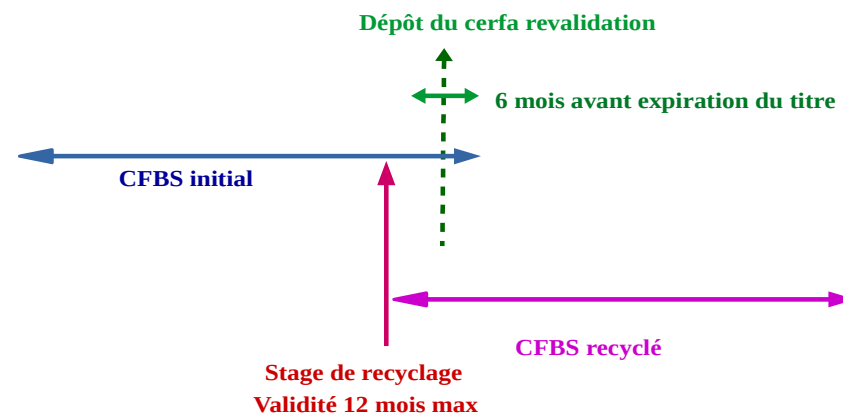 Dépôt du cerfa revalidation
6 mois avant expiration du titre
CFBS initial
CFBS recyclé
Stage de recyclage
Validité 12 mois max